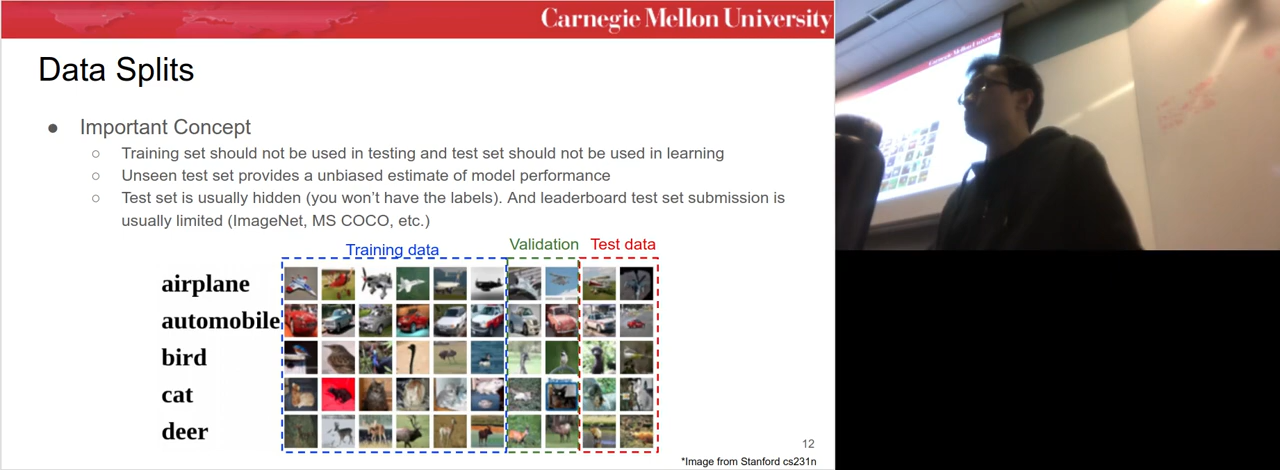 Carnegie Mellon University
Data Splits
● Important Concept
○ Training set should not be used in testing and test set should not be used in learning
○ Unseen test set provides a unbiased estimate of model performance
○ Test set is usually hidden (you won't have the labels). And leaderboard test set submission is
usually limited (ImageNet, MS COCO, etc.)
Training data Validation Test data
airplane
automobile
bird
cat
deer
12
*Image from Stanford cs231n
Carnegie Mellon University